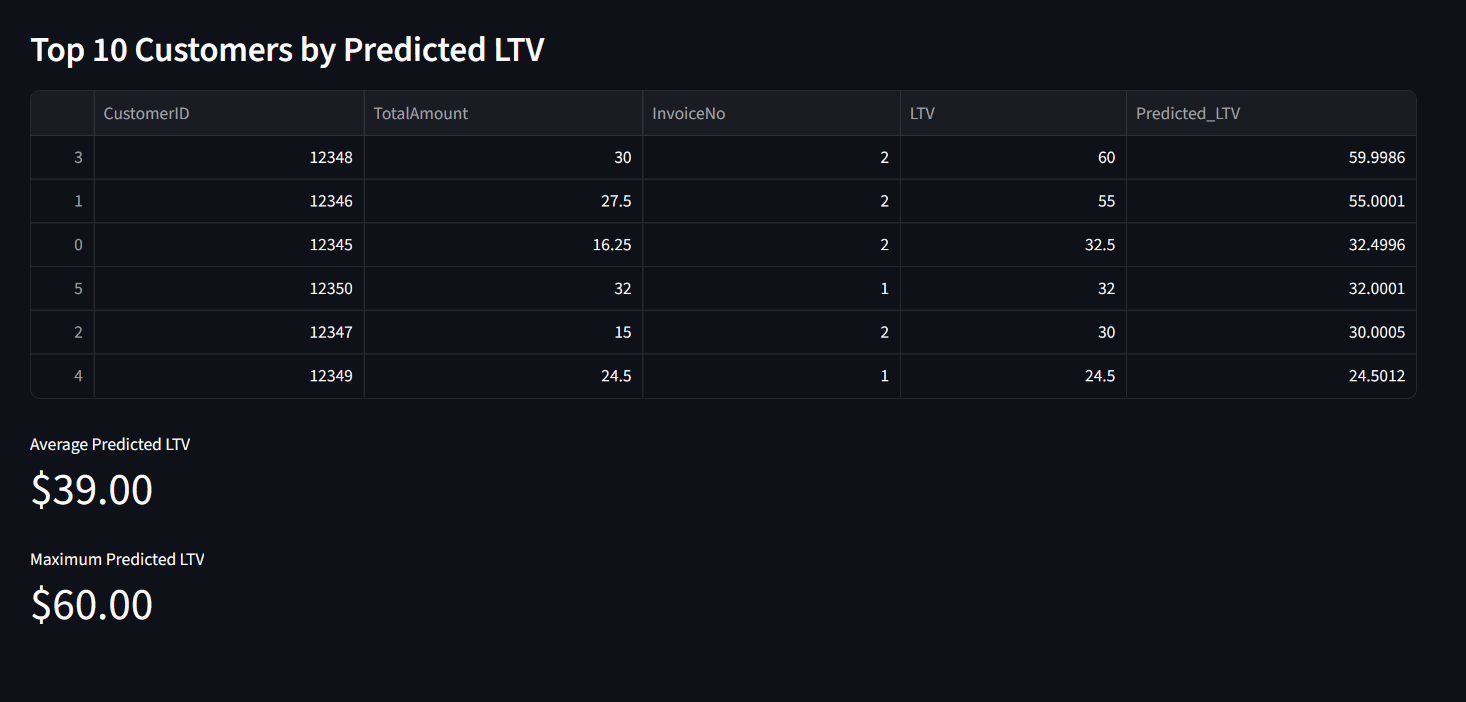 Top 10 Customers by Predicted LTV
CustomerID TotalAmount InvoiceNo LTV Predicted_LTV
3 12348 30 2 60 59.9986
1 12346 27.5 2 55 55.0001
0 12345 16.25 2 32.5 32.4996
5 12350 32 1 32 32.0001
2 12347 15 2 30 30.0005
4 12349 24.5 1 24.5 24.5012
Average Predicted LTV
$39.00
Maximum Predicted LTV
$60.00